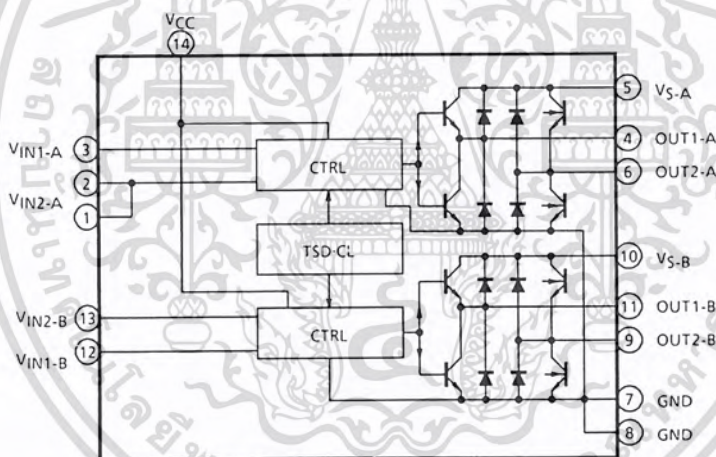 VCC
14
5 VS-A
VIN1-A 3
4 OUT1-A
CTRL
2
6 OUT2-A
VIN2-A
1
TSD·CL
10 VS-B
11 OUT1-B
VIN2-B 13
CTRL
9 OUT2-B
VIN1-B 12
7 GND
8 GND